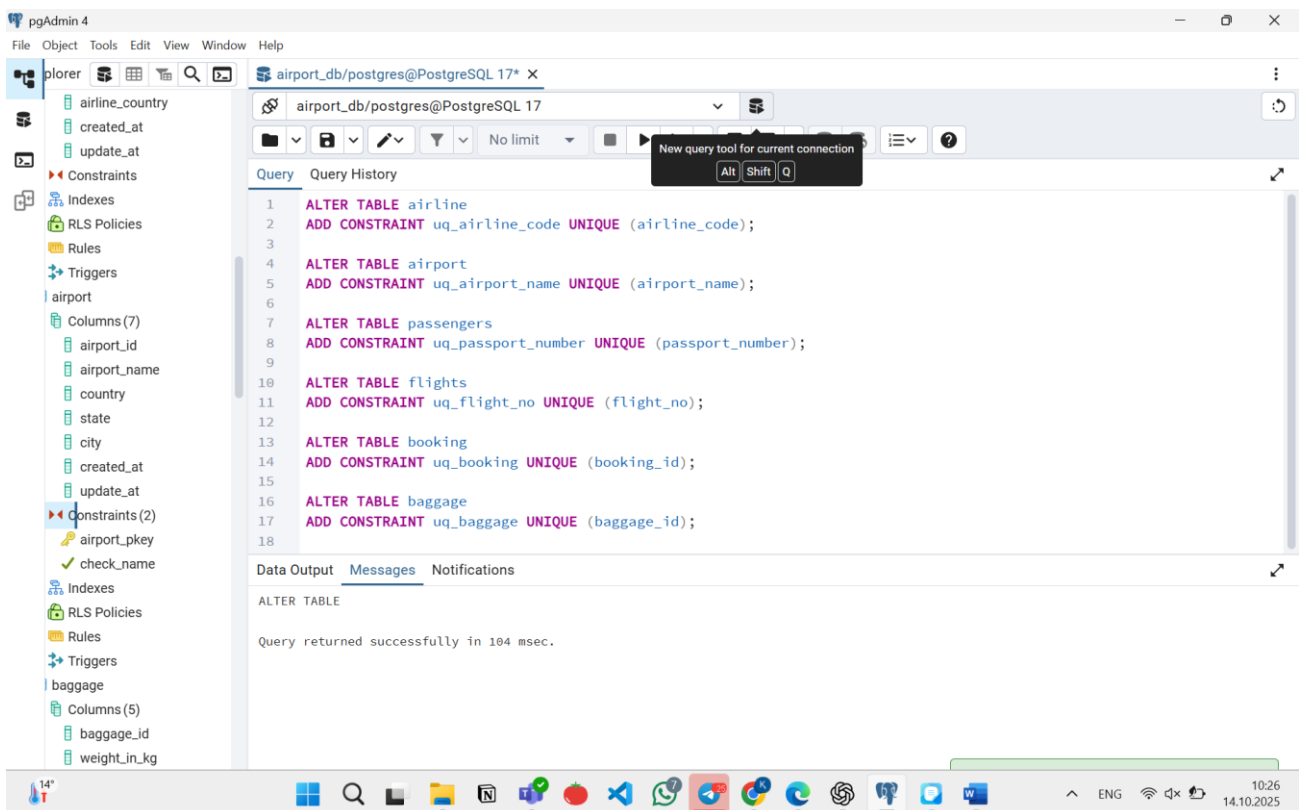 pgAdmin 4
File Object Tools Edit View Window Help
plorer
airport_db/postgres@PostgreSQL 17*
airline_country
created_at
update_at
Constraints
Indexes
RLS Policies
Rules
Triggers
airport
Columns (7)
airport_id
airport_name
country
state
city
created_at
update_at
Constraints (2)
airport_pkey
check_name
Indexes
RLS Policies
Rules
Triggers
baggage
Columns (5)
baggage_id
weight_in_kg
airport_db/postgres@PostgreSQL 17
No limit
New query tool for current connection
Alt Shift Q
Query Query History
1 ALTER TABLE airline
2 ADD CONSTRAINT uq_airline_code UNIQUE (airline_code);
3
4 ALTER TABLE airport
5 ADD CONSTRAINT uq_airport_name UNIQUE (airport_name);
6
7 ALTER TABLE passengers
8 ADD CONSTRAINT uq_passport_number UNIQUE (passport_number);
9
10 ALTER TABLE flights
11 ADD CONSTRAINT uq_flight_no UNIQUE (flight_no);
12
13 ALTER TABLE booking
14 ADD CONSTRAINT uq_booking UNIQUE (booking_id);
15
16 ALTER TABLE baggage
17 ADD CONSTRAINT uq_baggage UNIQUE (baggage_id);
18
Data Output Messages Notifications
ALTER TABLE
Query returned successfully in 104 msec.
14°
ENG
10:26
14.10.2025